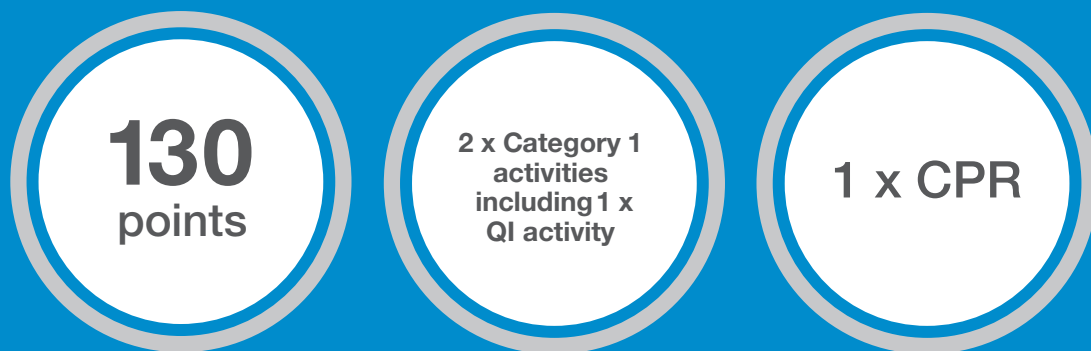 130
points
2 x Category 1
activities
including 1 x
QI activity
1 x CPR